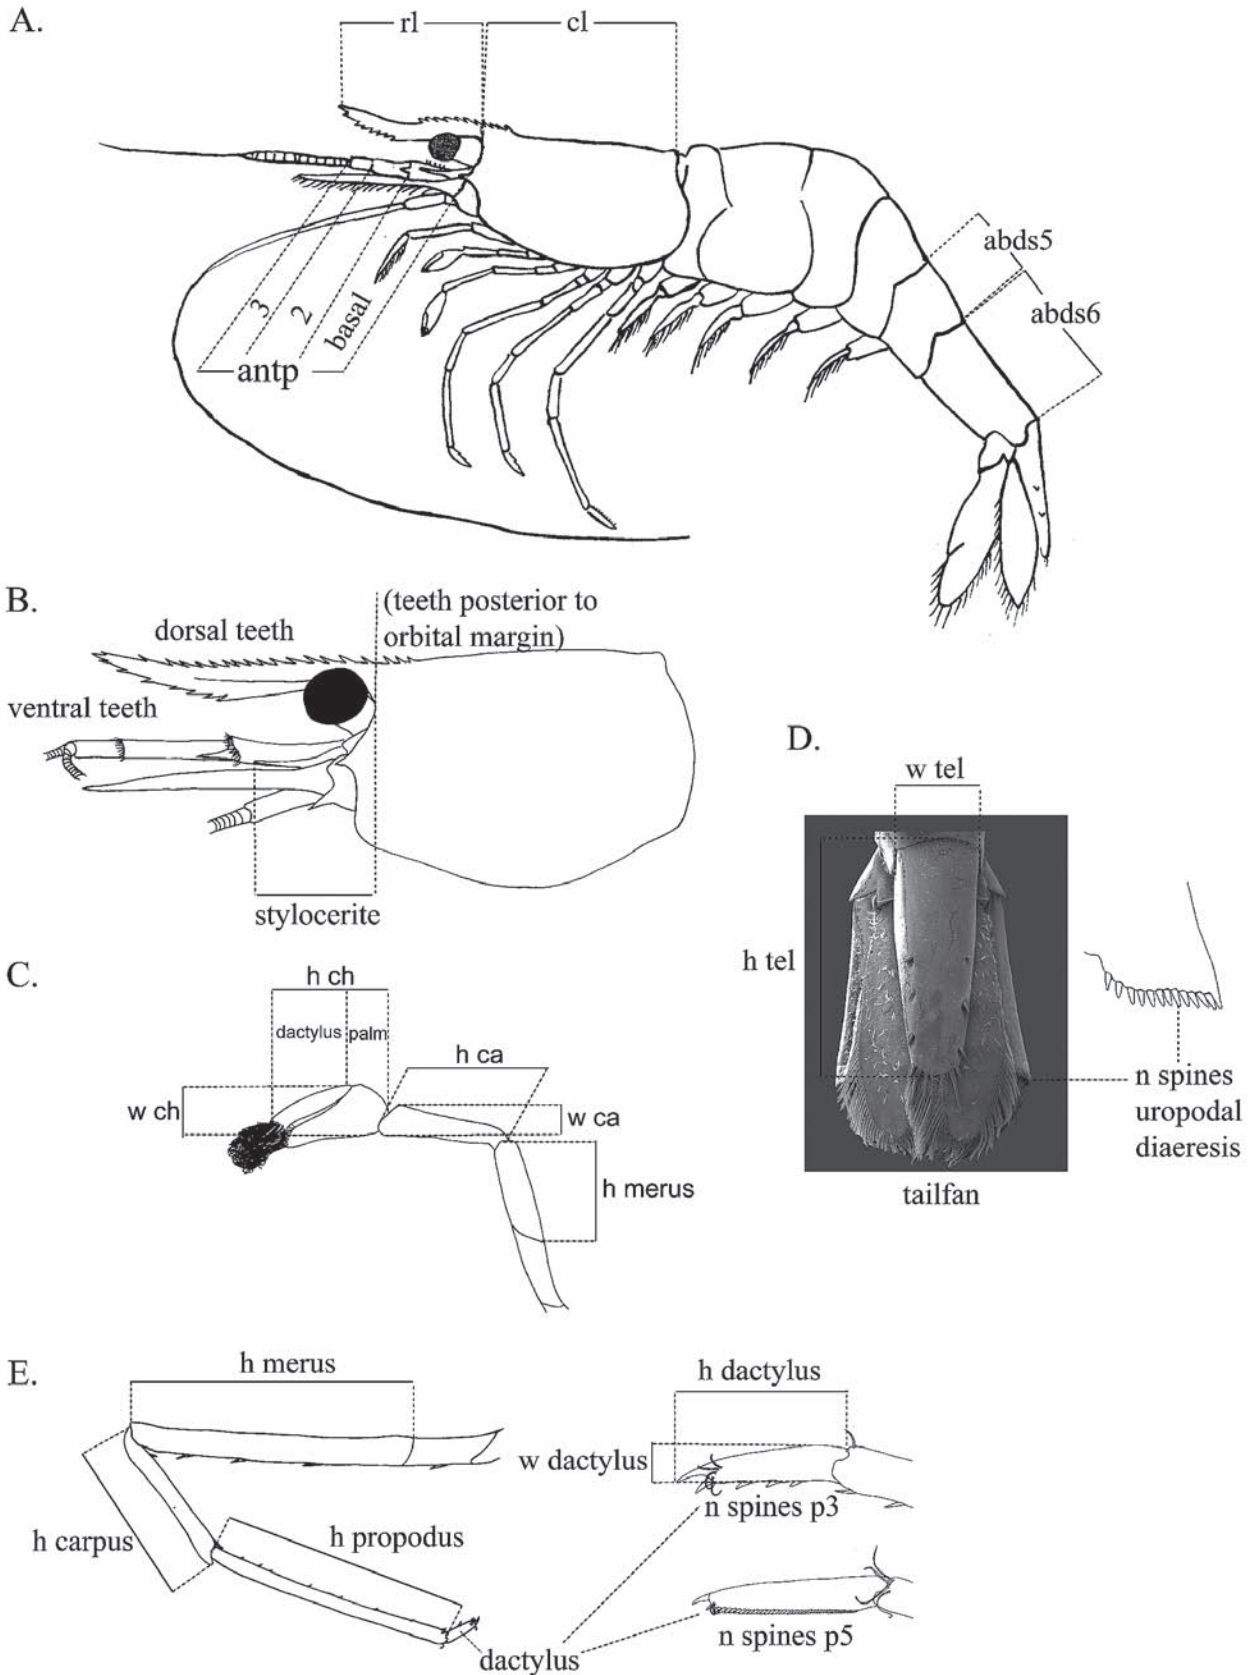 A.
rl
cl
abds5
abds6
3
2
basal
antp
B.
(teeth posterior to
orbital margin)
dorsal teeth
ventral teeth
stylocerite
C.
h ch
dactylus
palm
h ca
w ch
w ca
h merus
D.
w tel
h tel
n spines
uropodal
diaeresis
tailfan
E.
h merus
h carpus
h propodus
dactylus
h dactylus
w dactylus
n spines p3
n spines p5